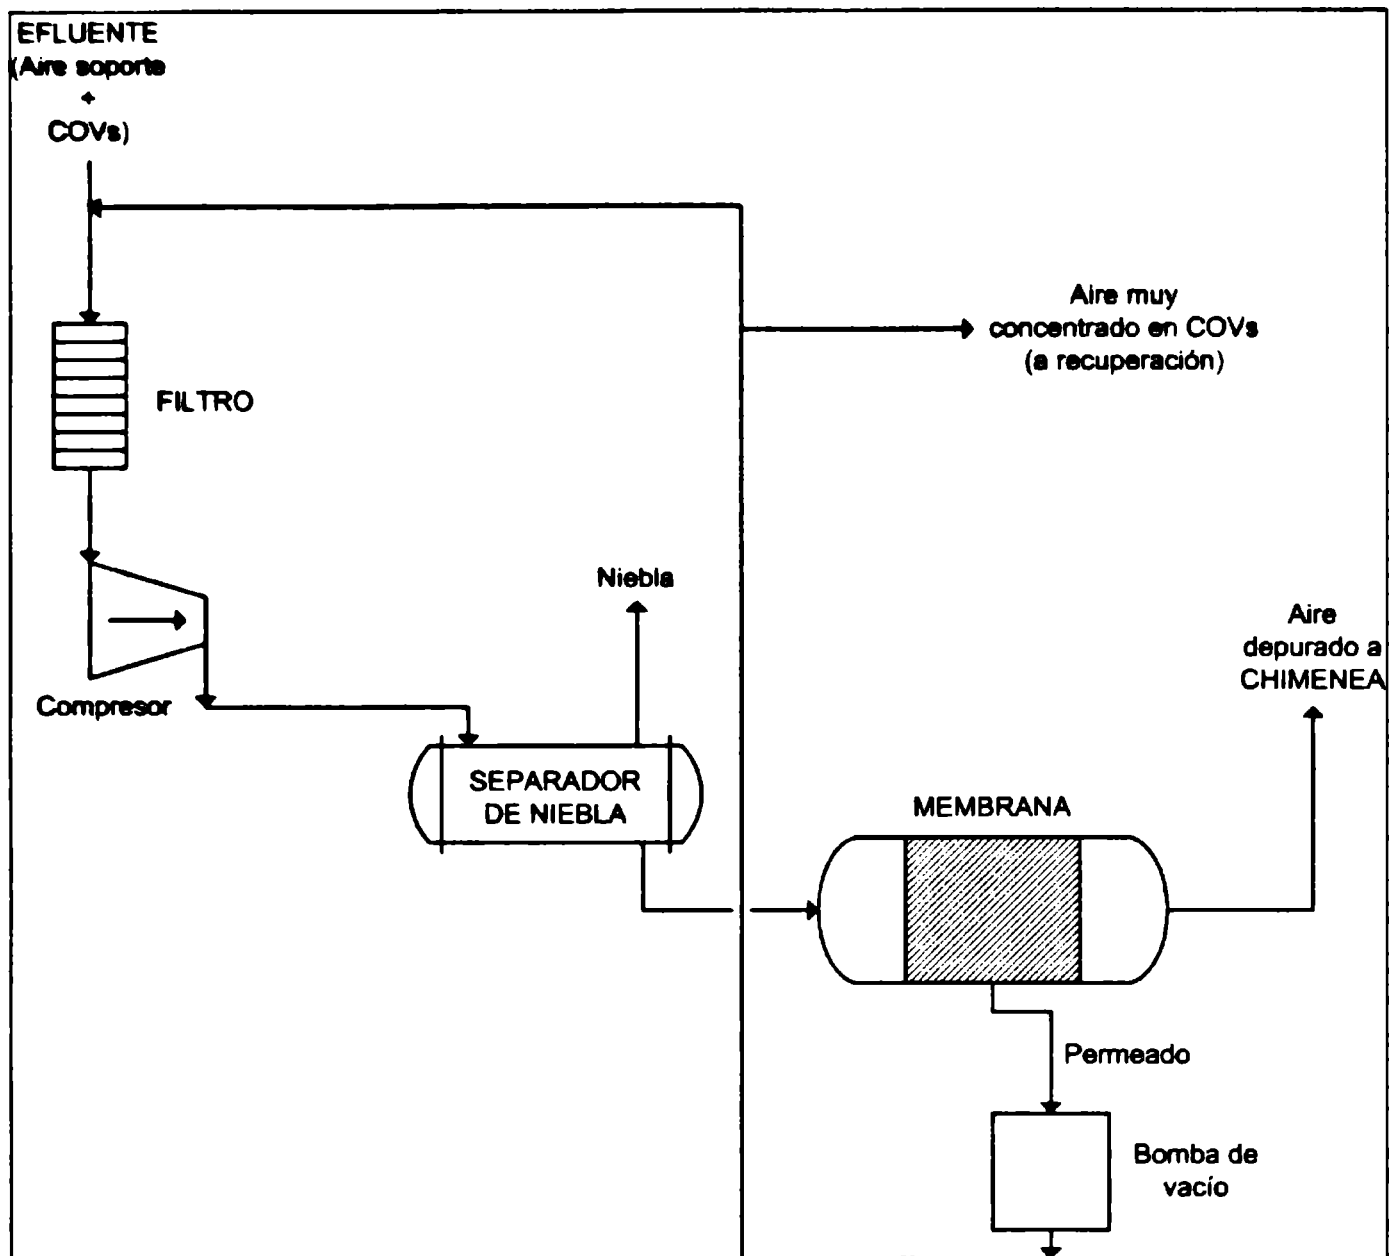 EFLUENTE
(Aire soporte
+
COVs)
Aire muy
concentrado en COVs
(a recuperación)
FILTRO
Niebla
Aire
depurado a
CHIMENEA
Compresor
SEPARADOR
DE NIEBLA
MEMBRANA
Permeado
Bomba de
vacío